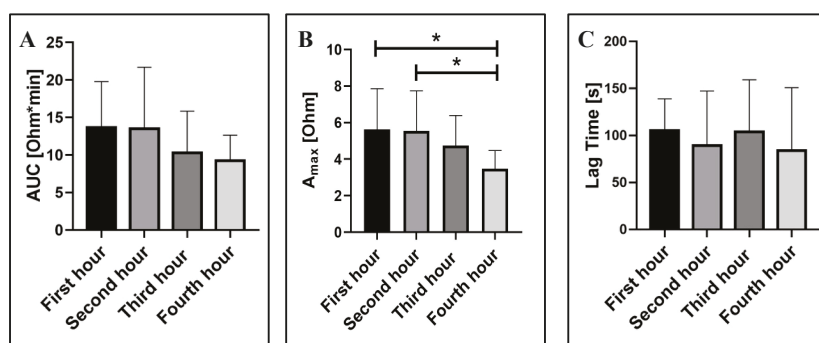 A
AUC [Ohm*min]
25
20
15
10
5
0
First hour
Second hour
Third hour
Fourth hour
B
Amax [Ohm]
10
8
6
4
2
0
*
*
First hour
Second hour
Third hour
Fourth hour
C
Lag Time [s]
200
150
100
50
0
First hour
Second hour
Third hour
Fourth hour